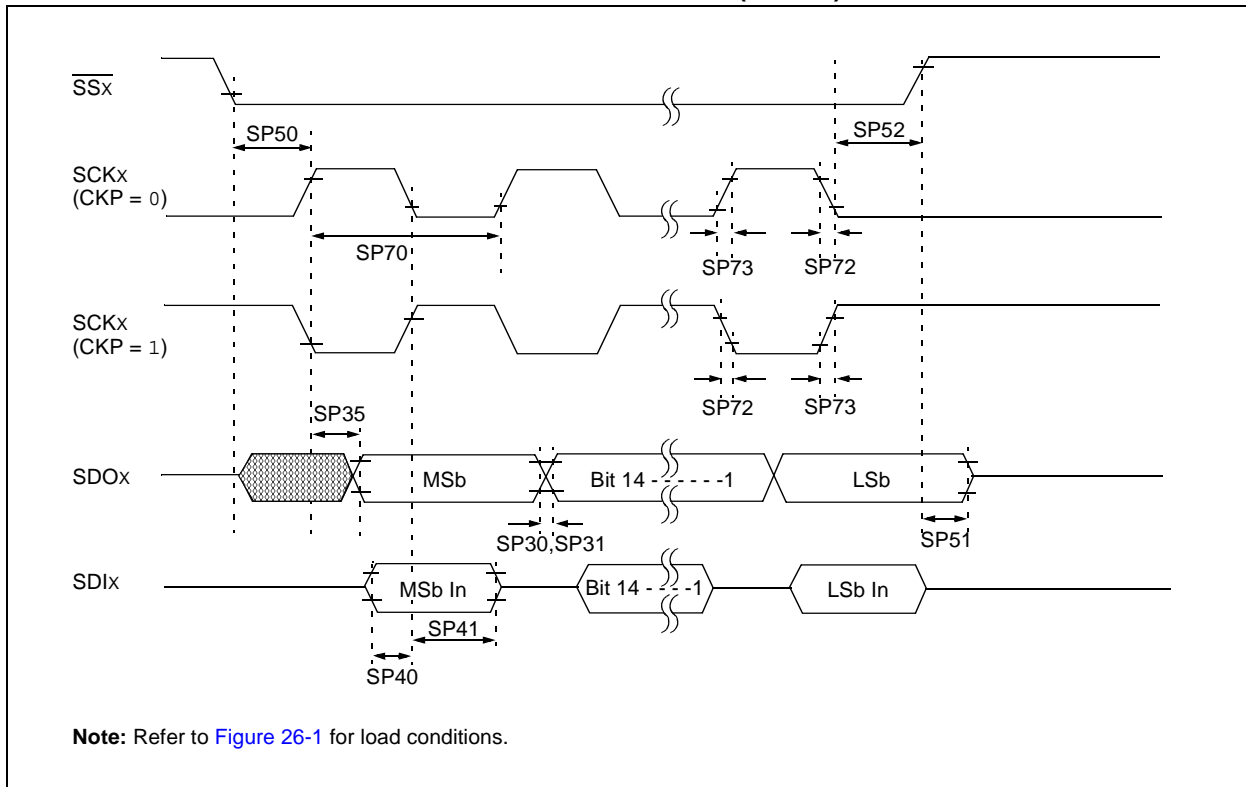 SSX
SP50
SP52
SCKX
(CKP = 0)
SP70
SP73
SP72
SCKX
(CKP = 1)
SP72
SP73
SP35
SDOX
MSb
Bit 14 - - - - - -1
LSb
SP30,SP31
SP51
SDIX
MSb In
Bit 14 - - - -1
LSb In
SP41
SP40
Note: Refer to Figure 26-1 for load conditions.